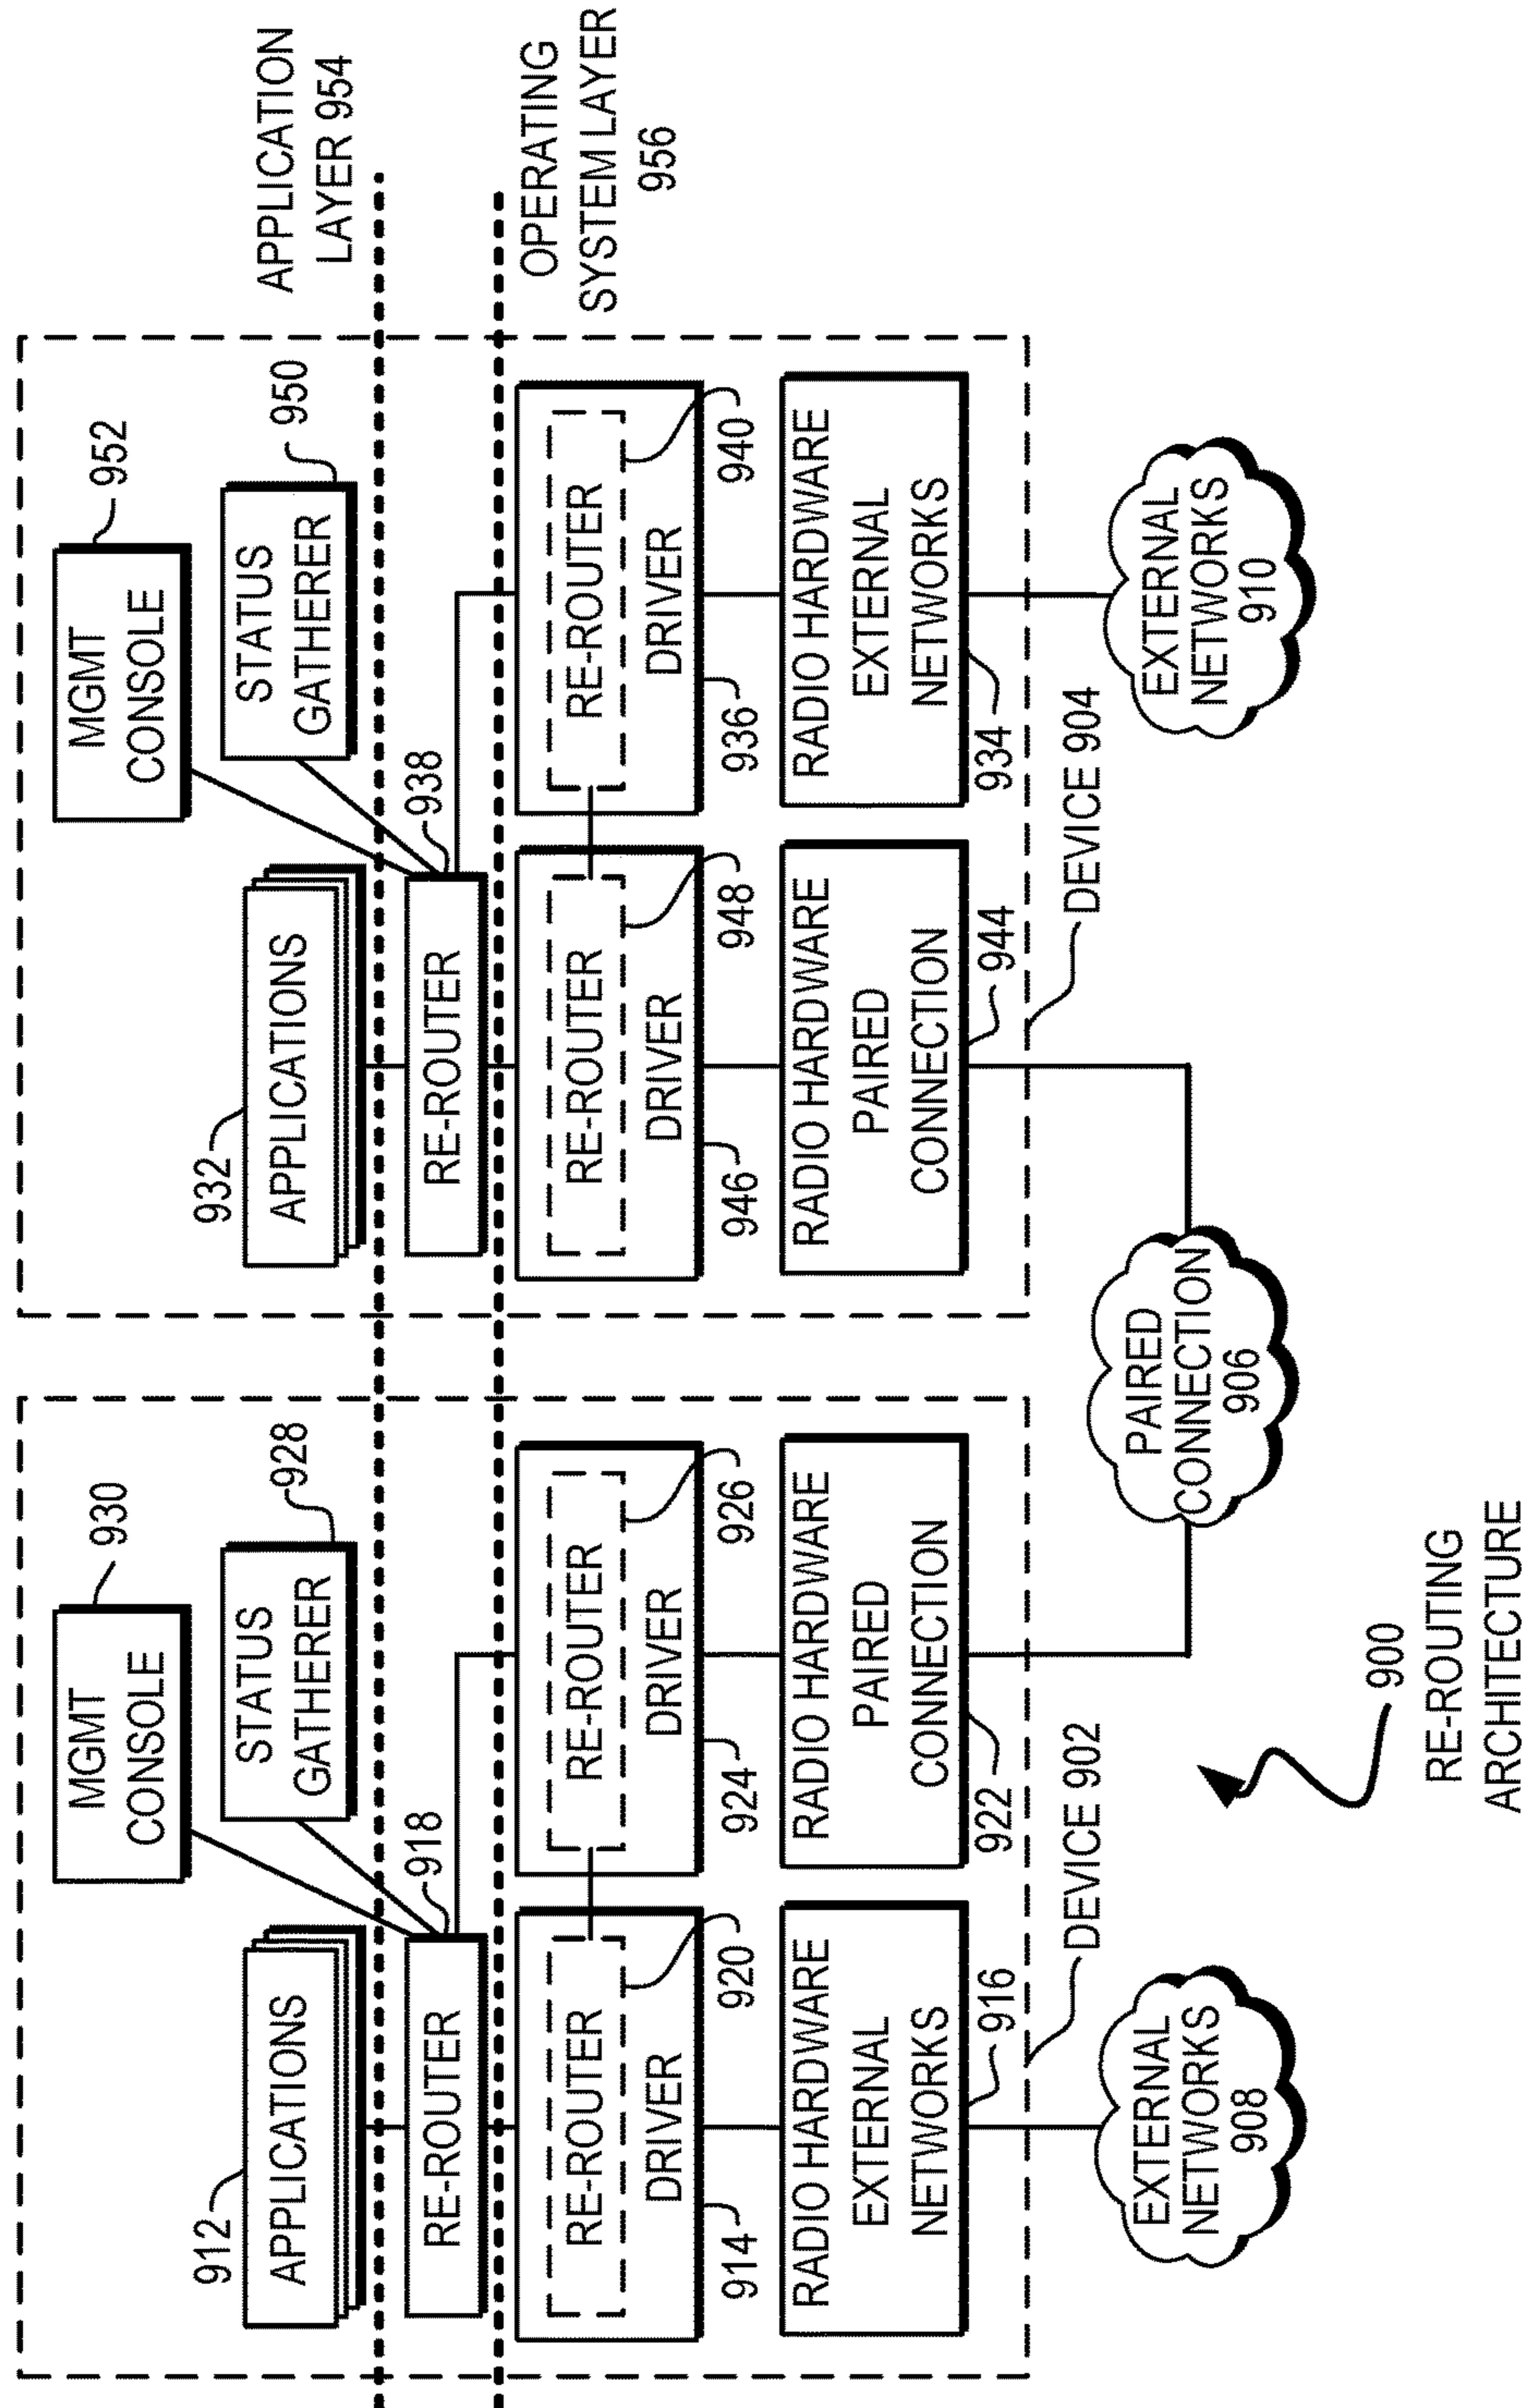 952
930
MGMT
CONSOLE
MGMT
CONSOLE
928
950
STATUS
GATHERER
STATUS
GATHERER
APPLICATION
LAYER 954
912
932
APPLICATIONS
APPLICATIONS
918
938
RE-ROUTER
RE-ROUTER
OPERATING
SYSTEM LAYER
956
RE-ROUTER
RE-ROUTER
RE-ROUTER
RE-ROUTER
DRIVER
DRIVER
DRIVER
DRIVER
914
920
924
926
946
948
936
940
RADIO HARDWARE
EXTERNAL
NETWORKS
RADIO HARDWARE
PAIRED
CONNECTION
RADIO HARDWARE
PAIRED
CONNECTION
RADIO HARDWARE
EXTERNAL
NETWORKS
916
922
944
934
DEVICE 902
DEVICE 904
EXTERNAL
NETWORKS
908
PAIRED
CONNECTION
906
EXTERNAL
NETWORKS
910
900
RE-ROUTING
ARCHITECTURE